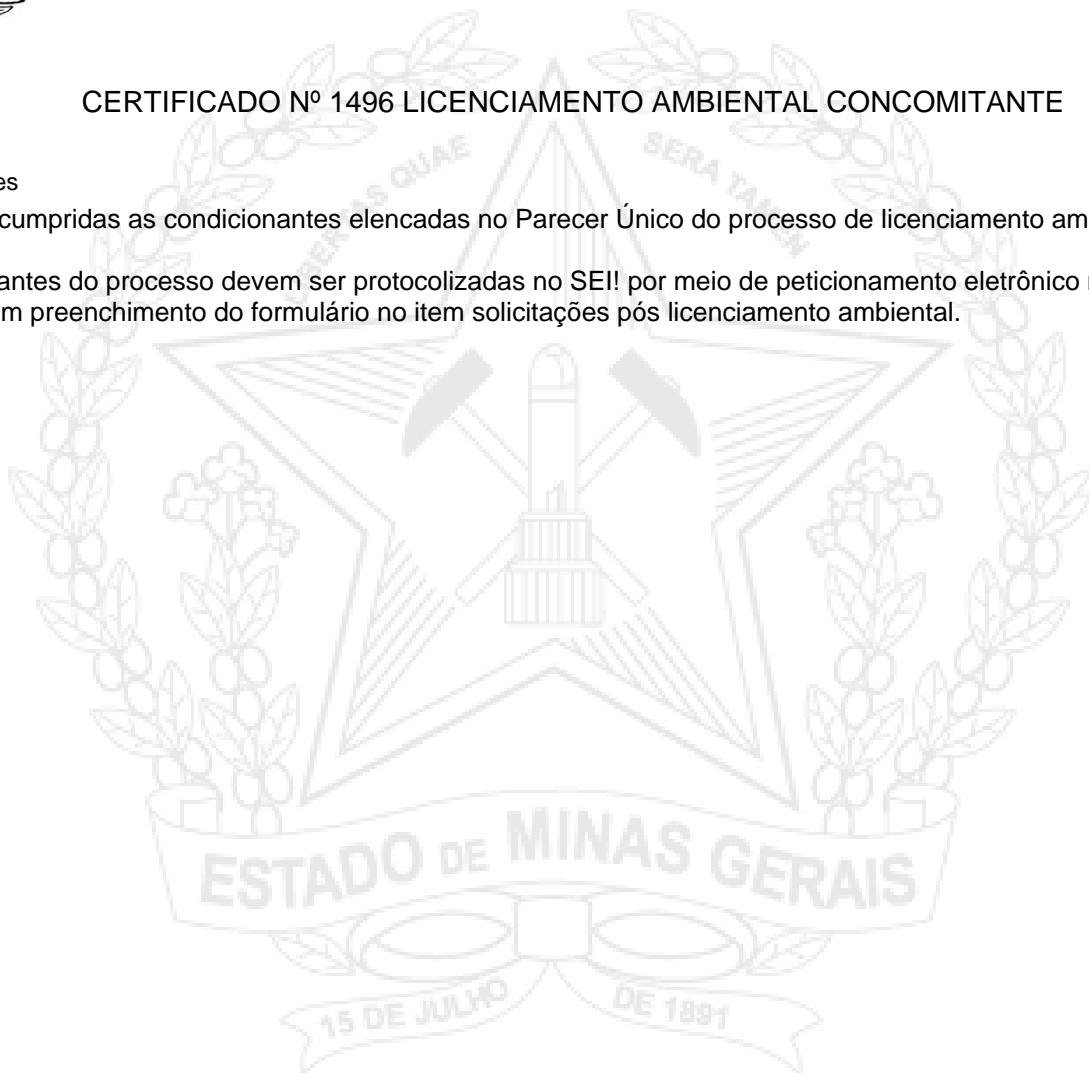 CERTIFICADO Nº 1496 LICENCIAMENTO AMBIENTAL CONCOMITANTE
es
cumpridas as condicionantes elencadas no Parecer Único do processo de licenciamento am
antes do processo devem ser protocolizadas no SEI! por meio de peticionamento eletrônico
m preenchimento do formulário no item solicitações pós licenciamento ambiental.
LIBERTAS QUAE SERA TAMEN
ESTADO DE MINAS GERAIS
15 DE JULHO DE 1891